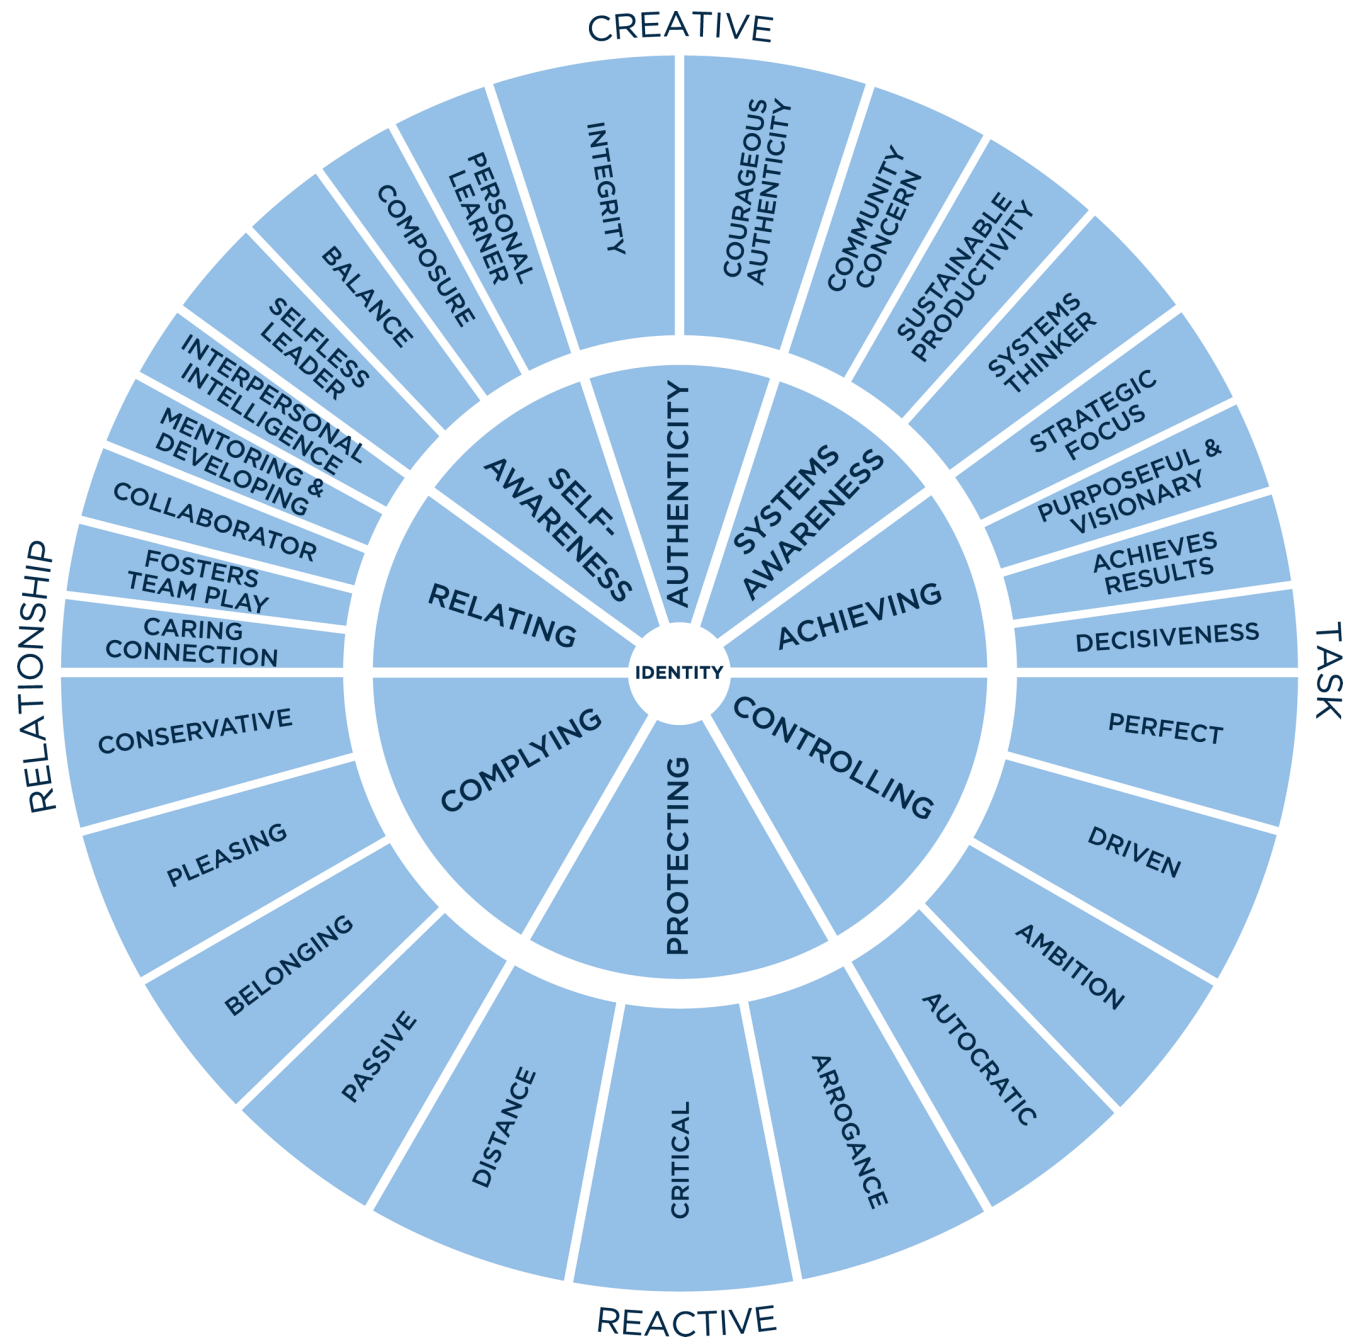 CREATIVE
INTEGRITY
COURAGEOUS
AUTHENTICITY
COMMUNITY
CONCERN
SUSTAINABLE
PRODUCTIVITY
SYSTEMS
THINKER
STRATEGIC
FOCUS
PURPOSEFUL &
VISIONARY
ACHIEVES
RESULTS
DECISIVENESS
TASK
PERFECT
DRIVEN
AMBITION
AUTOCRATIC
ARROGANCE
CRITICAL
DISTANCE
REACTIVE
PASSIVE
BELONGING
PLEASING
CONSERVATIVE
RELATIONSHIP
CARING
CONNECTION
FOSTERS
TEAM PLAY
COLLABORATOR
MENTORING &
DEVELOPING
INTERPERSONAL
INTELLIGENCE
SELFLESS
LEADER
BALANCE
COMPOSURE
PERSONAL
LEARNER
AUTHENTICITY
SYSTEMS
AWARENESS
ACHIEVING
CONTROLLING
PROTECTING
COMPLYING
RELATING
SELF-
AWARENESS
IDENTITY